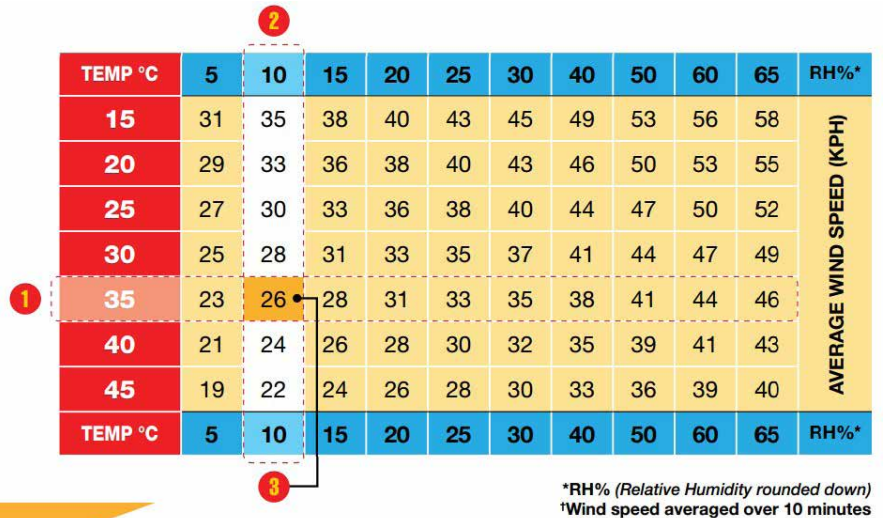 2
TEMP °C 5 10 15 20 25 30 40 50 60 65 RH%*
15 31 35 38 40 43 45 49 53 56 58
20 29 33 36 38 40 43 46 50 53 55
25 27 30 33 36 38 40 44 47 50 52
30 25 28 31 33 35 37 41 44 47 49
1 35 23 26 28 31 33 35 38 41 44 46
40 21 24 26 28 30 32 35 39 41 43
45 19 22 24 26 28 30 33 36 39 40
AVERAGE WIND SPEED (KPH)
TEMP °C 5 10 15 20 25 30 40 50 60 65 RH%*
3
*RH% (Relative Humidity rounded down)
†Wind speed averaged over 10 minutes